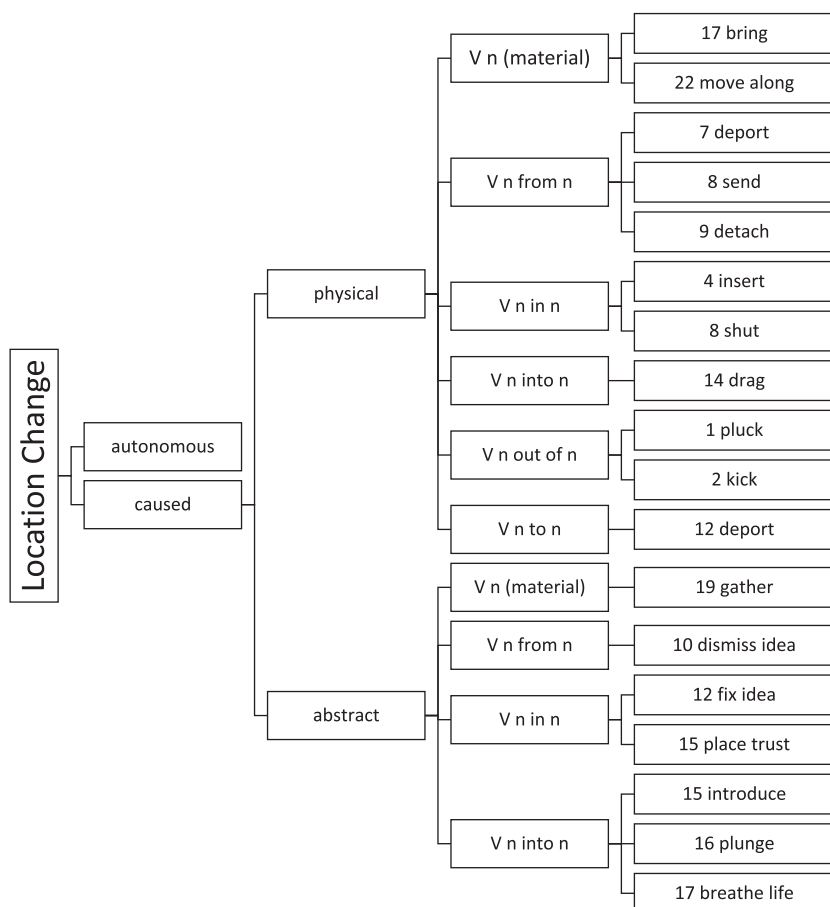 Location Change
autonomous
caused
physical
V n (material)
17 bring
22 move along
V n from n
7 deport
8 send
9 detach
V n in n
4 insert
8 shut
V n into n
14 drag
V n out of n
1 pluck
2 kick
V n to n
12 deport
abstract
V n (material)
19 gather
V n from n
10 dismiss idea
V n in n
12 fix idea
15 place trust
V n into n
15 introduce
16 plunge
17 breathe life